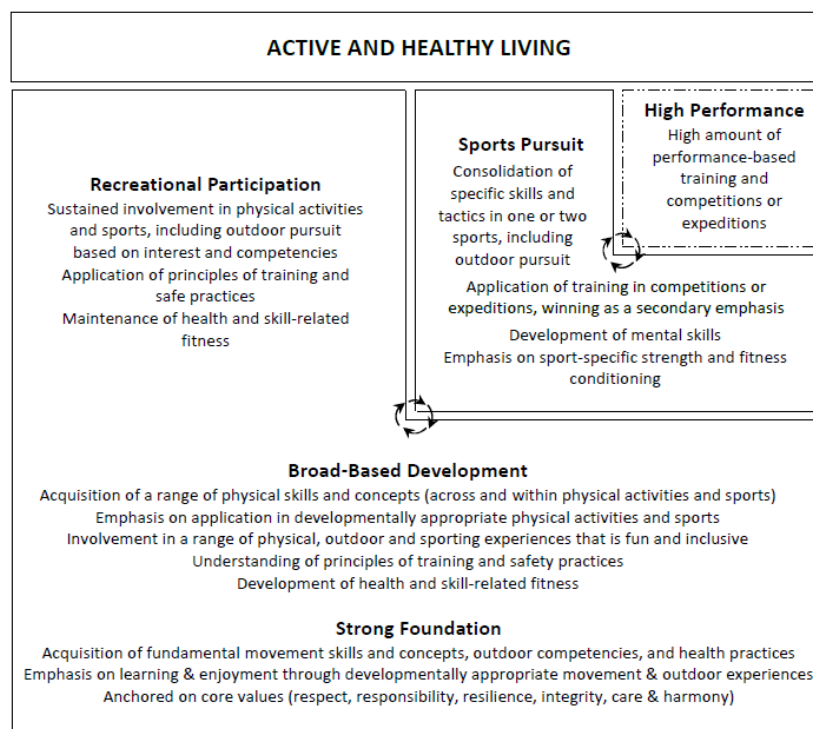 ACTIVE AND HEALTHY LIVING
Recreational Participation
Sustained involvement in physical activities
and sports, including outdoor pursuit
based on interest and competencies
Application of principles of training and
safe practices
Maintenance of health and skill-related
fitness
Sports Pursuit
Consolidation of
specific skills and
tactics in one or two
sports, including
outdoor pursuit
Application of training in competitions or
expeditions, winning as a secondary emphasis
Development of mental skills
Emphasis on sport-specific strength and fitness
conditioning
High Performance
High amount of
performance-based
training and
competitions or
expeditions
Broad-Based Development
Acquisition of a range of physical skills and concepts (across and within physical activities and sports)
Emphasis on application in developmentally appropriate physical activities and sports
Involvement in a range of physical, outdoor and sporting experiences that is fun and inclusive
Understanding of principles of training and safety practices
Development of health and skill-related fitness
Strong Foundation
Acquisition of fundamental movement skills and concepts, outdoor competencies, and health practices
Emphasis on learning & enjoyment through developmentally appropriate movement & outdoor experiences
Anchored on core values (respect, responsibility, resilience, integrity, care & harmony)